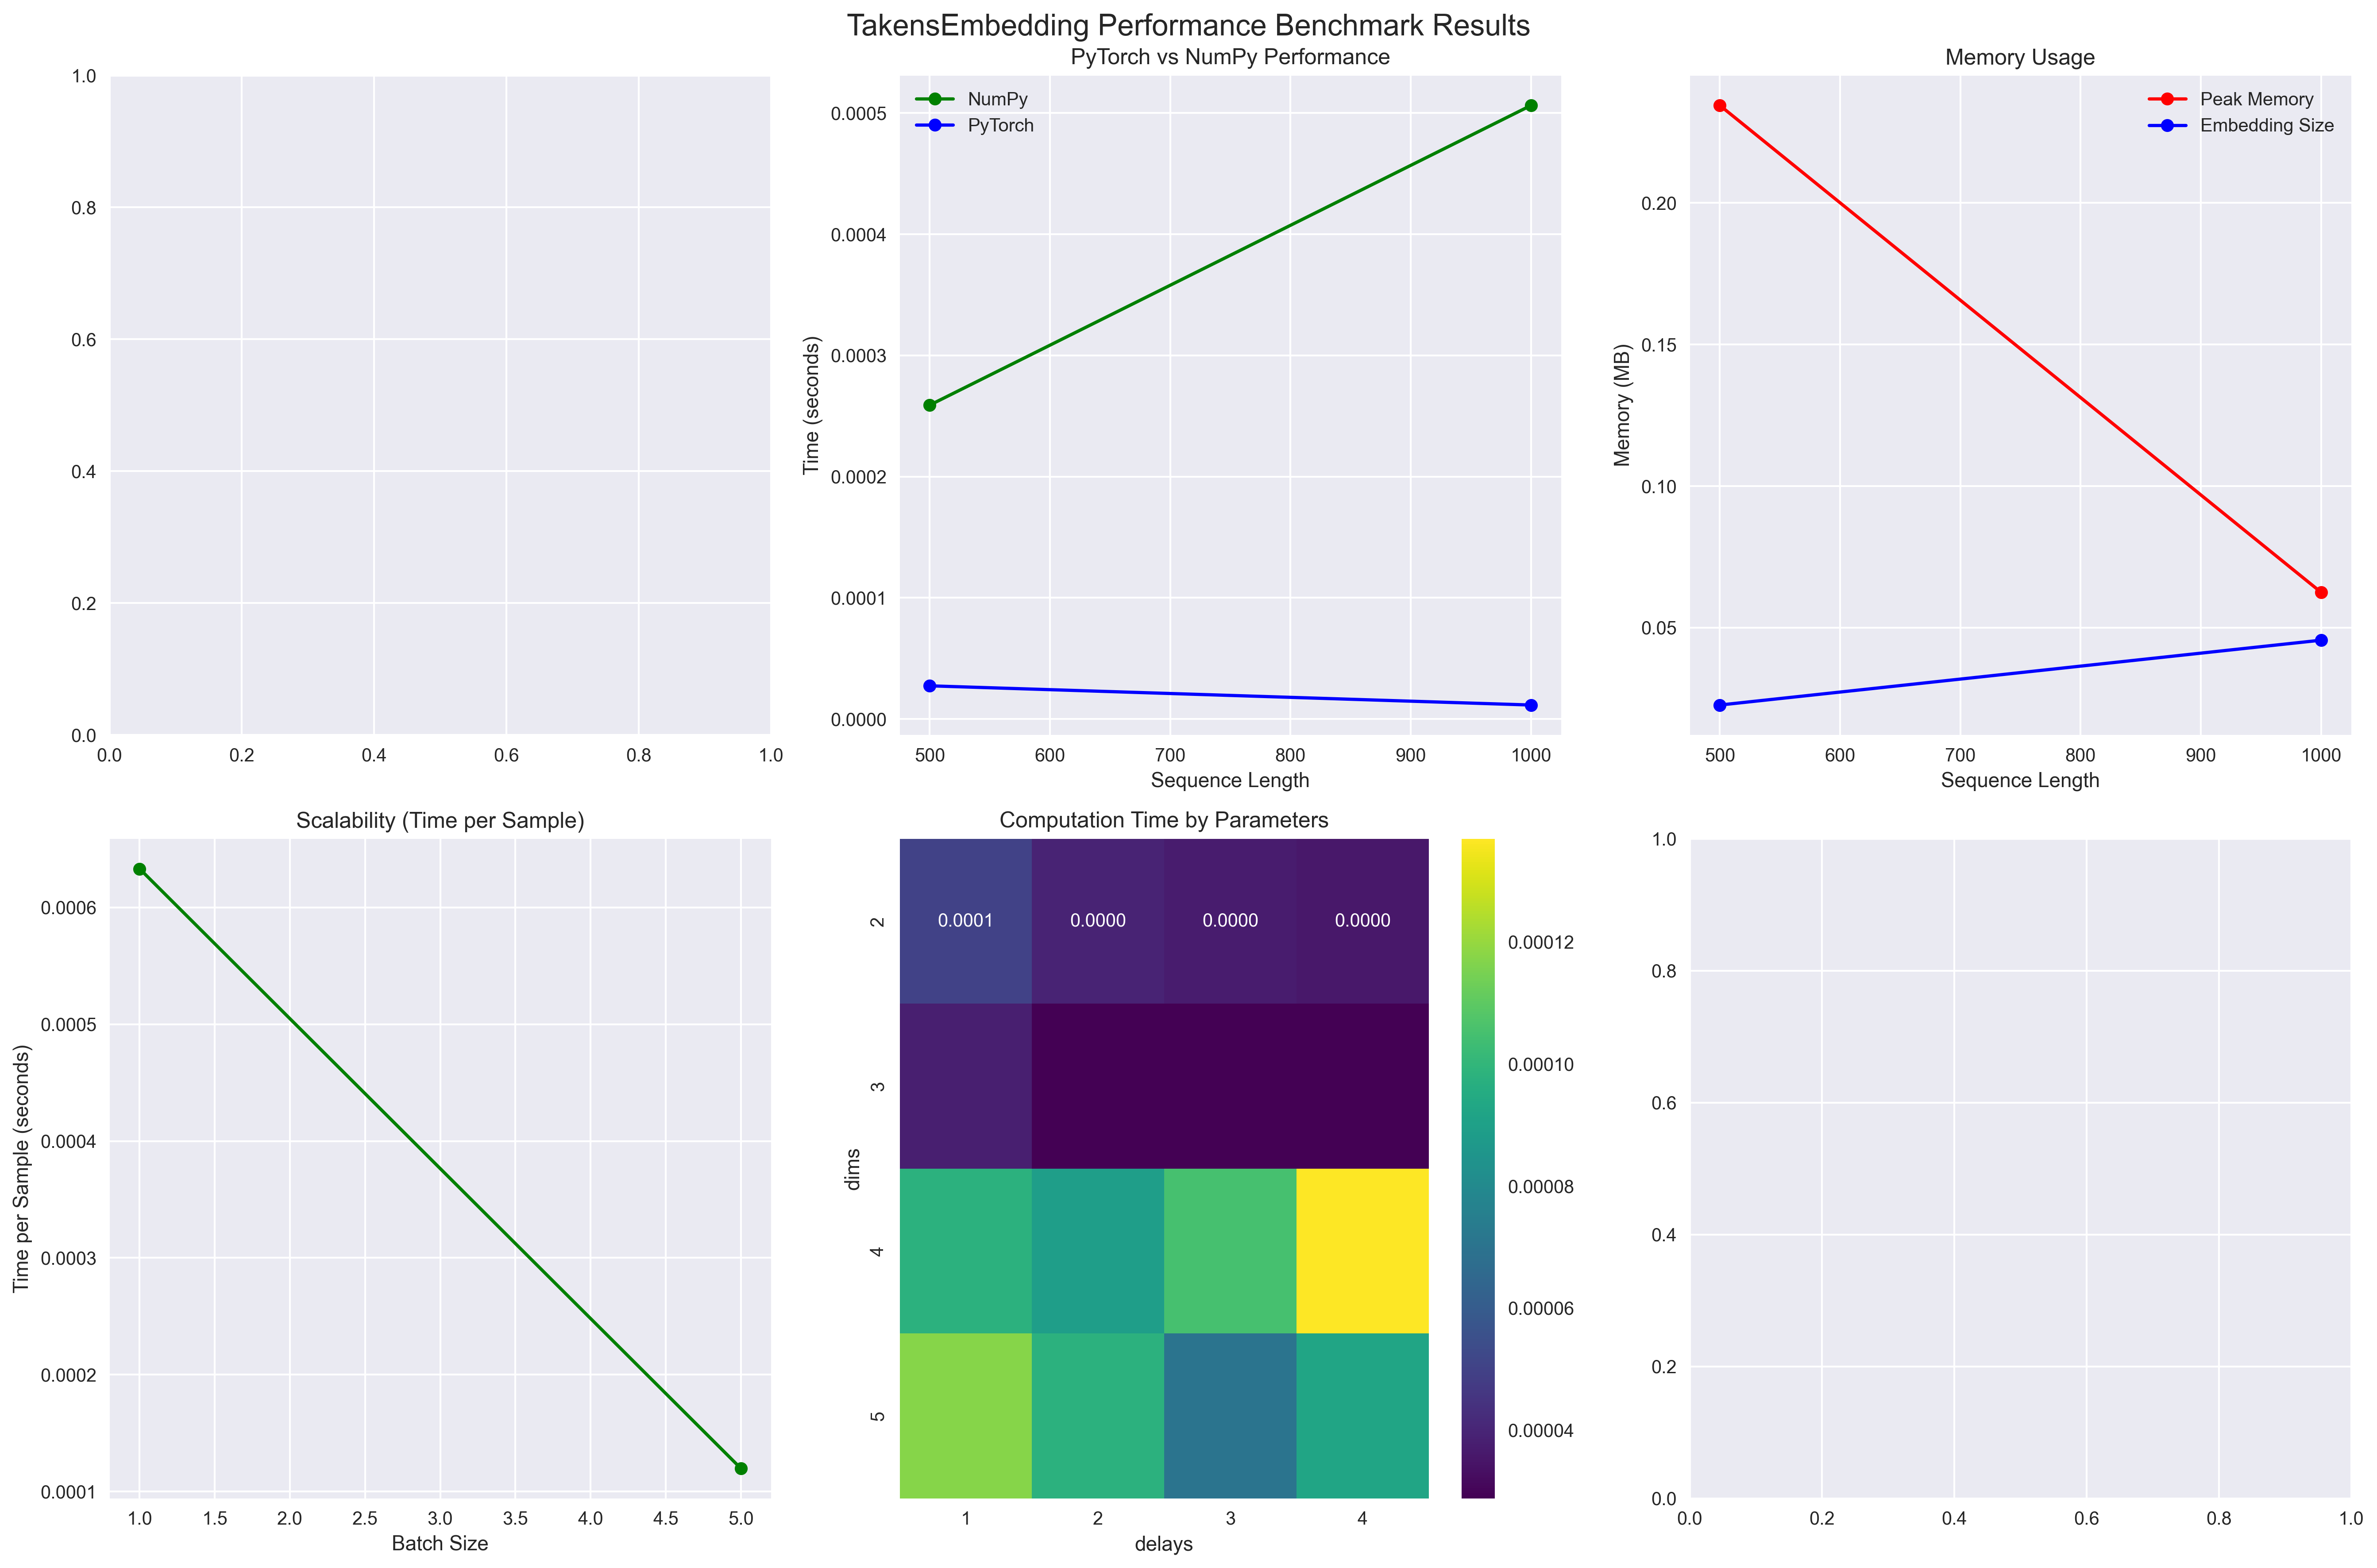 TakensEmbedding Performance Benchmark Results
1.0
0.8
0.6
0.4
0.2
0.0
0.0 0.2 0.4 0.6 0.8 1.0
PyTorch vs NumPy Performance
NumPy
PyTorch
Time (seconds)
0.0005
0.0004
0.0003
0.0002
0.0001
0.0000
500 600 700 800 900 1000
Sequence Length
Memory Usage
Peak Memory
Embedding Size
Memory (MB)
0.20
0.15
0.10
0.05
500 600 700 800 900 1000
Sequence Length
Scalability (Time per Sample)
Time per Sample (seconds)
0.0006
0.0005
0.0004
0.0003
0.0002
0.0001
1.0 1.5 2.0 2.5 3.0 3.5 4.0 4.5 5.0
Batch Size
Computation Time by Parameters
dims
2
3
4
5
0.0001 0.0000 0.0000 0.0000
1 2 3 4
delays
0.00012
0.00010
0.00008
0.00006
0.00004
1.0
0.8
0.6
0.4
0.2
0.0
0.0 0.2 0.4 0.6 0.8 1.0